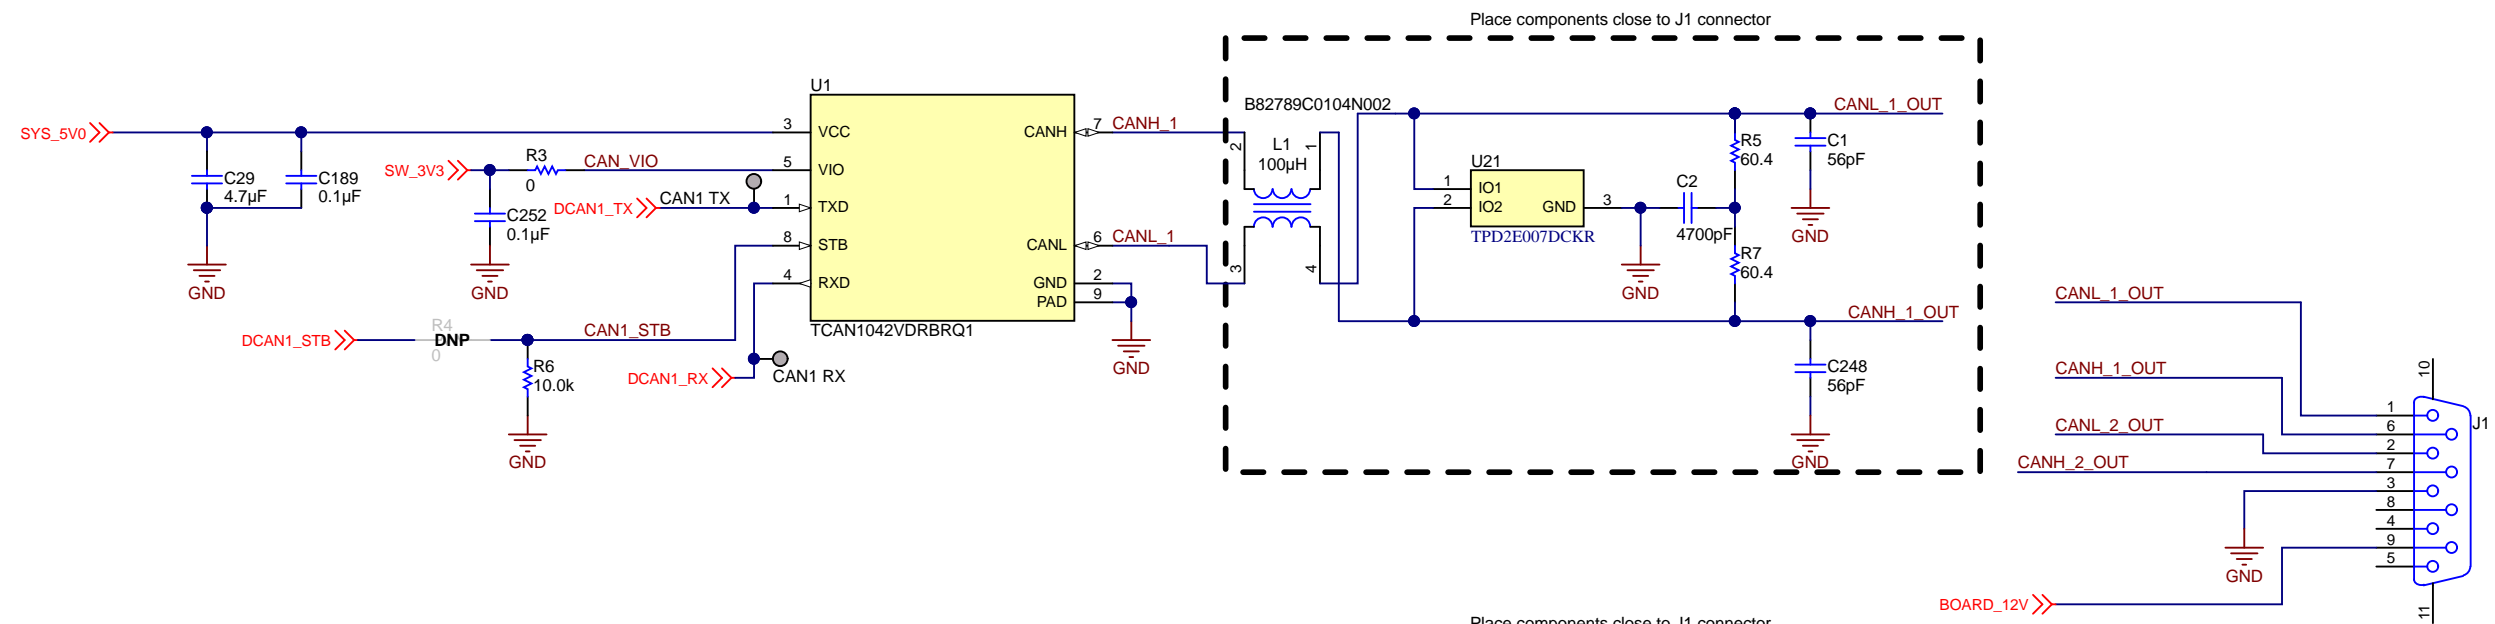 Place components close to J1 connector
U1
B82789C0104N002
CANL_1_OUT
SYS_5V0
3
VCC
CANH
7
CANH_1
2
L1
100µH
1
R5
60.4
C1
56pF
SW_3V3
R3
0
CAN_VIO
5
VIO
U21
C29
4.7µF
C189
0.1µF
DCAN1_TX
CAN1 TX
1
TXD
1
IO1
2
IO2
GND
3
C2
4700pF
TPD2E007DCKR
C252
0.1µF
8
STB
CANL
6
CANL_1
GND
3
4
R7
60.4
4
RXD
GND
2
PAD
9
GND
GND
GND
TCAN1042VDRBRQ1
CANH_1_OUT
DCAN1_STB
R4
DNP
0
CAN1_STB
R6
10.0k
DCAN1_RX
CAN1 RX
GND
C248
56pF
GND
GND
CANL_1_OUT
CANH_1_OUT
CANL_2_OUT
CANH_2_OUT
10
1
6
2
7
3
8
4
9
5
J1
GND
BOARD_12V
11
Place components close to J1 connector